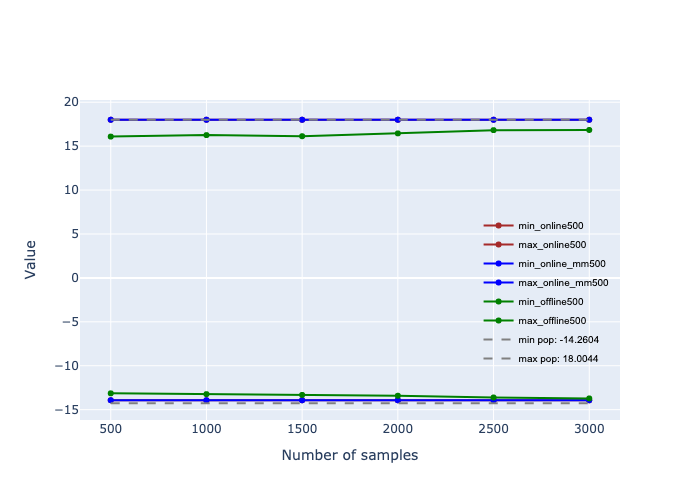 20
15
10
5
0
−5
−10
−15
Value
500
1000
1500
2000
2500
3000
Number of samples
min_online500
max_online500
min_online_mm500
max_online_mm500
min_offline500
max_offline500
min pop: -14.2604
max pop: 18.0044